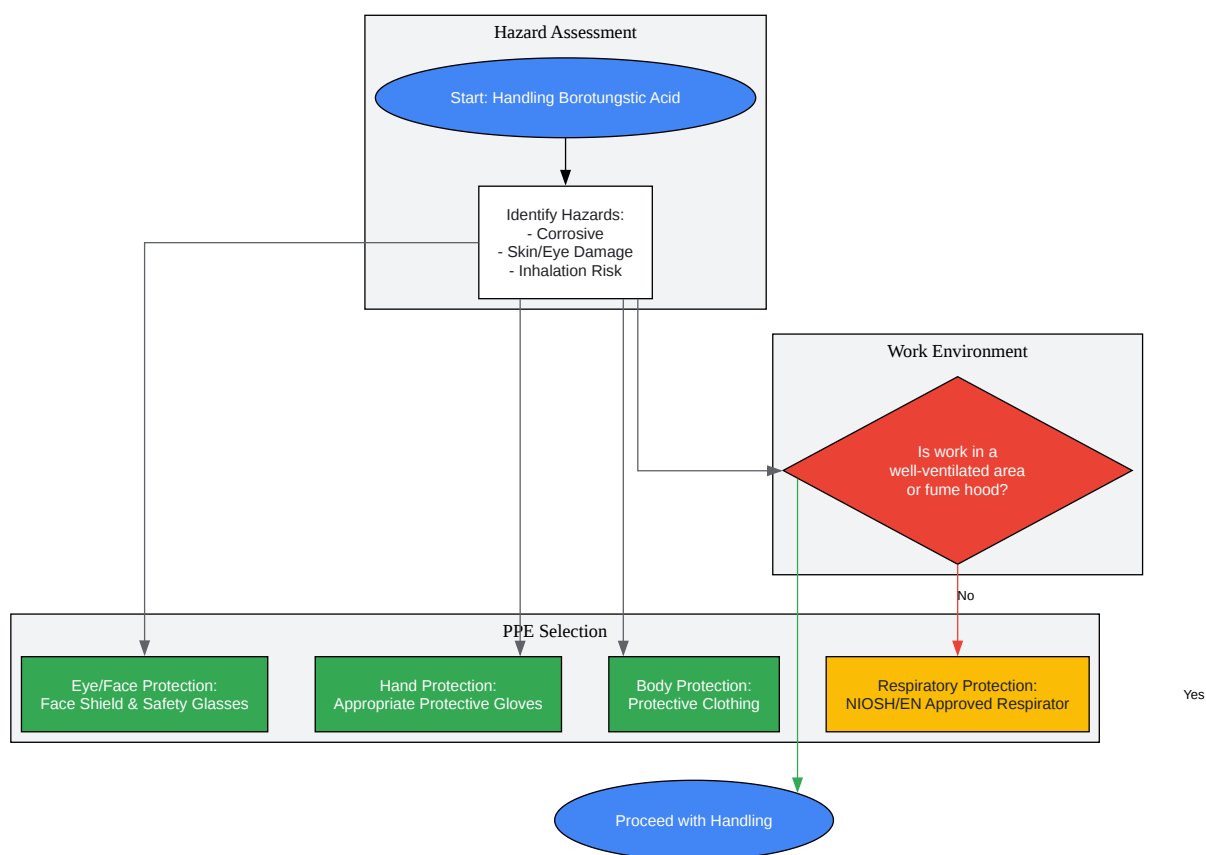 Hazard Assessment
Start: Handling Borotungstic Acid
Identify Hazards:
- Corrosive
- Skin/Eye Damage
- Inhalation Risk
Work Environment
Is work in a
well-ventilated area
or fume hood?
No
PPE Selection
Eye/Face Protection:
Face Shield & Safety Glasses
Hand Protection:
Appropriate Protective Gloves
Body Protection:
Protective Clothing
Respiratory Protection:
NIOSH/EN Approved Respirator
Yes
Proceed with Handling